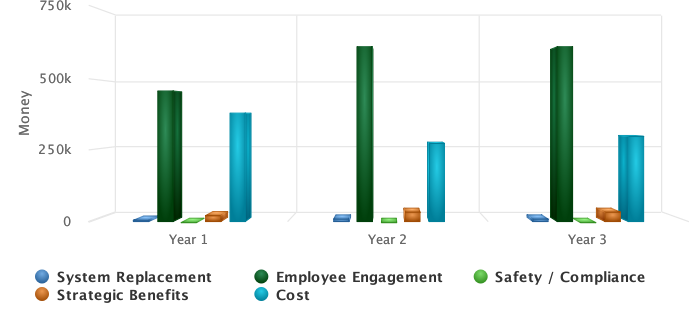 750k
500k
250k
0
Money
Year 1 Year 2 Year 3
System Replacement Employee Engagement Safety / Compliance
Strategic Benefits Cost